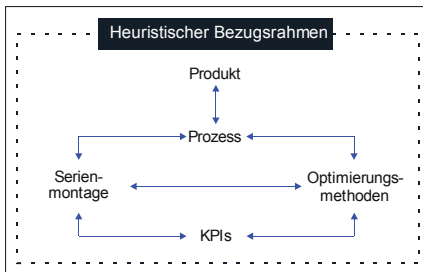 Heuristischer Bezugsrahmen
Produkt
Prozess
Serien-
montage
Optimierungs-
methoden
KPIs